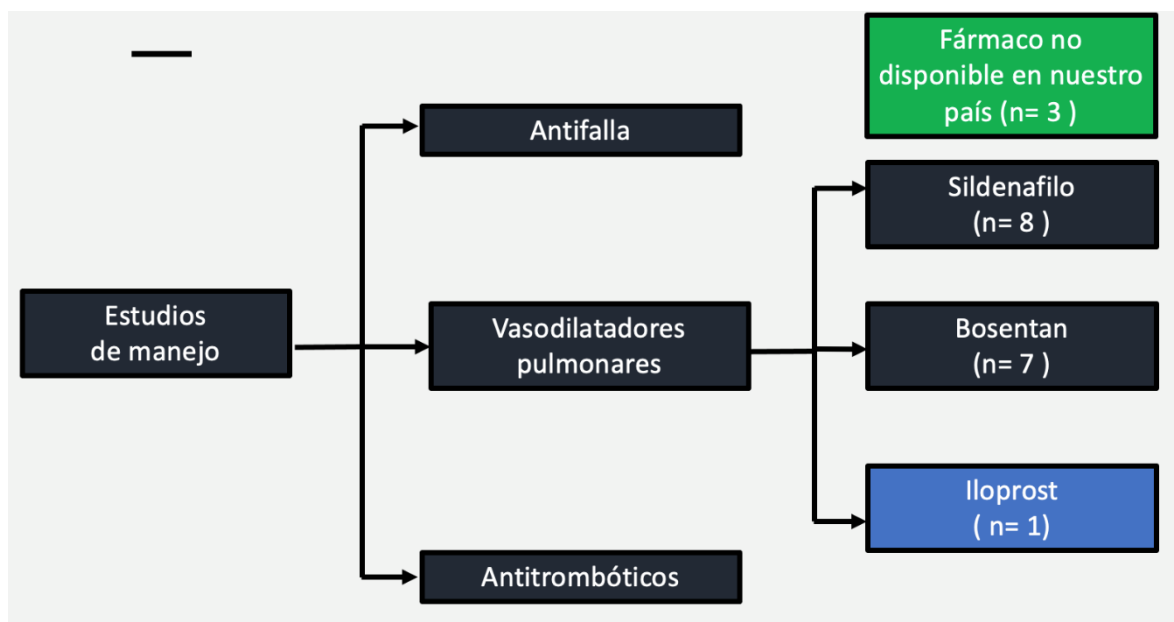 Fármaco no
disponible en nuestro
país (n= 3 )
Antifalla
Sildenafilo
(n= 8 )
Estudios
de manejo
Vasodilatadores
pulmonares
Bosentan
(n= 7 )
Iloprost
( n= 1)
Antitrombóticos